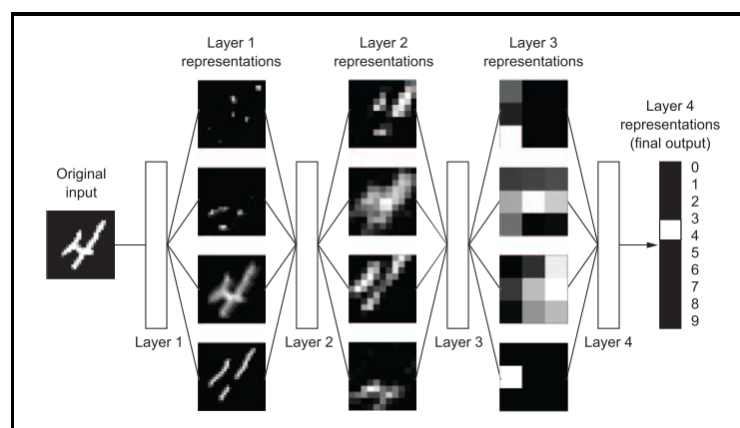 Layer 1
representations
Layer 2
representations
Layer 3
representations
Layer 4
representations
(final output)
Original
input
0
1
2
3
4
5
6
7
8
9
Layer 1
Layer 2
Layer 3
Layer 4